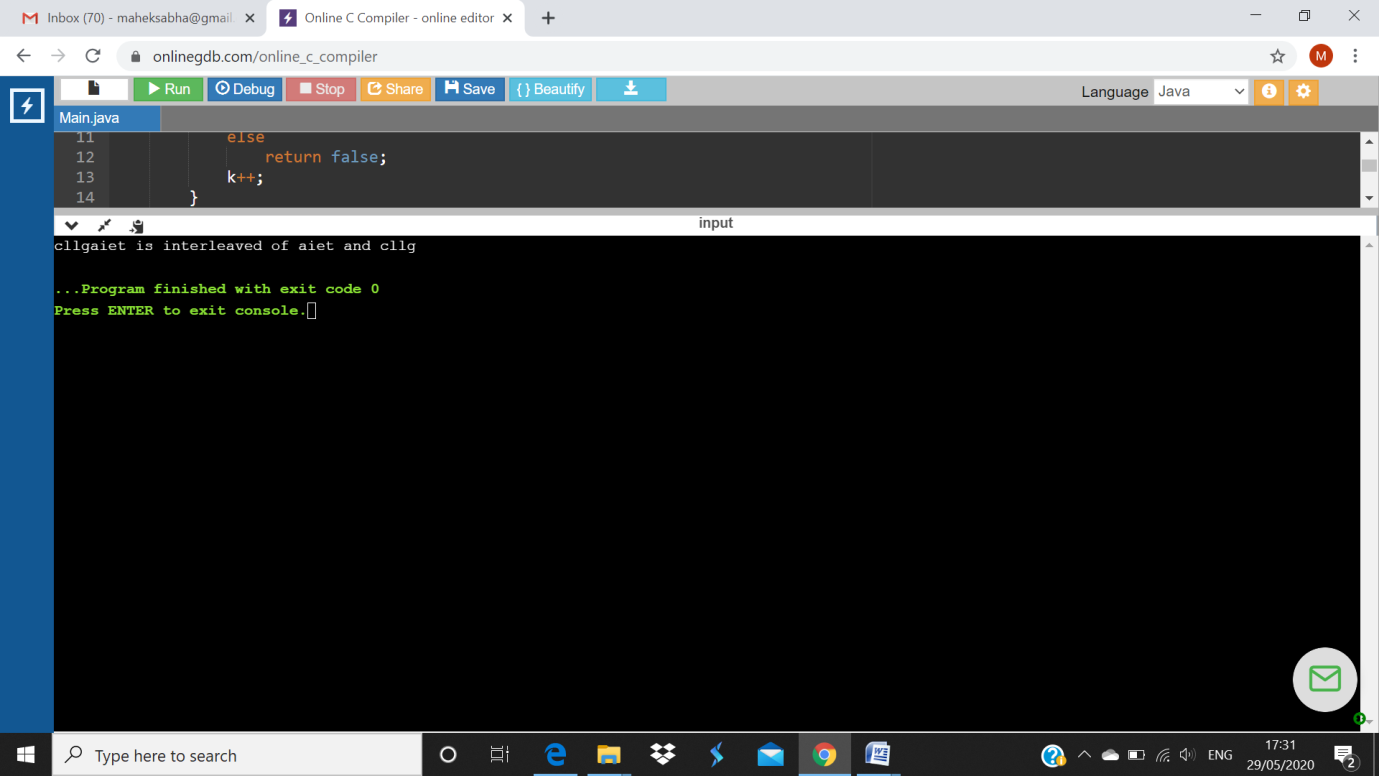 Inbox (70) - maheksabha@gmail
Online C Compiler - online editor
onlinegdb.com/online_c_compiler
M
Run
Debug
Stop
Share
Save
{ } Beautify
Language
Java
Main.java
11 else
12 return false;
13 k++;
14 }
input
cllgaiet is interleaved of aiet and cllg
...Program finished with exit code 0
Press ENTER to exit console.
Type here to search
ENG
17:31
29/05/2020
2